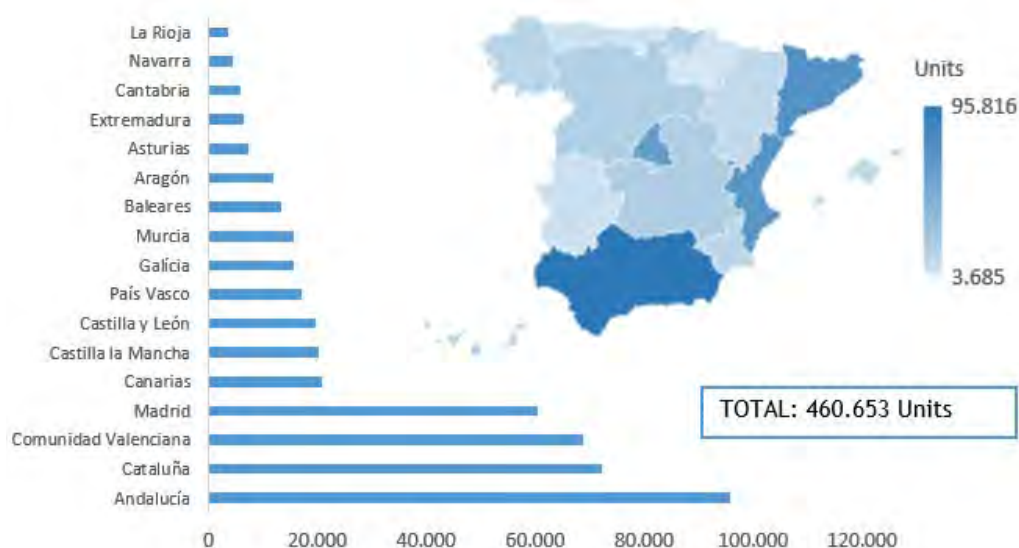 La Rioja
Navarra
Cantabria
Extremadura
Asturias
Aragón
Baleares
Murcia
Galicia
País Vasco
Castilla y León
Castilla la Mancha
Canarias
Madrid
Comunidad Valenciana
Cataluña
Andalucía
0 20.000 40.000 60.000 80.000 100.000 120.000
Units
95.816
3.685
TOTAL: 460.653 Units